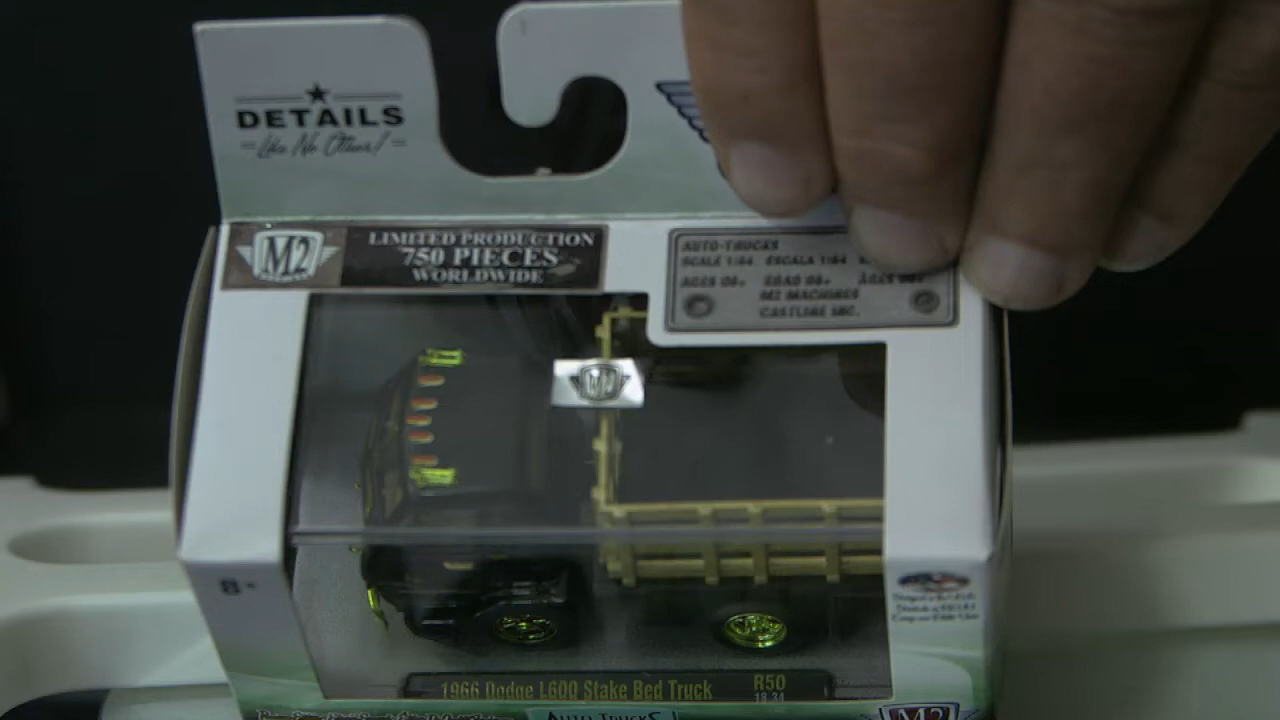 DETAILS
Like No Other!
M2
LIMITED PRODUCTION
750 PIECES
WORLDWIDE
AUTO-TRUCKS
SCALE 1:64 ESCALA 1:64
AGES 08+ EDAD 08+ AGES 08+
M2 MACHINES
CASTLINE INC.
M2
8+
1966 Dodge L600 Stake Bed Truck R50
18 34
AUTO-TRUCKS
M2